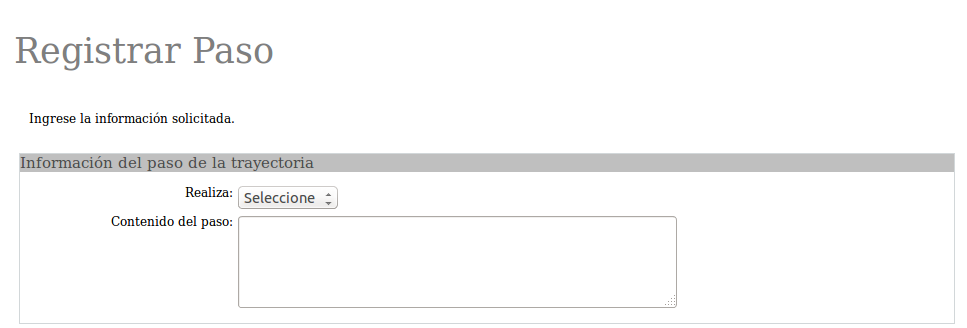 Registrar Paso
Ingrese la información solicitada.
Información del paso de la trayectoria
Realiza: Seleccione
Contenido del paso: